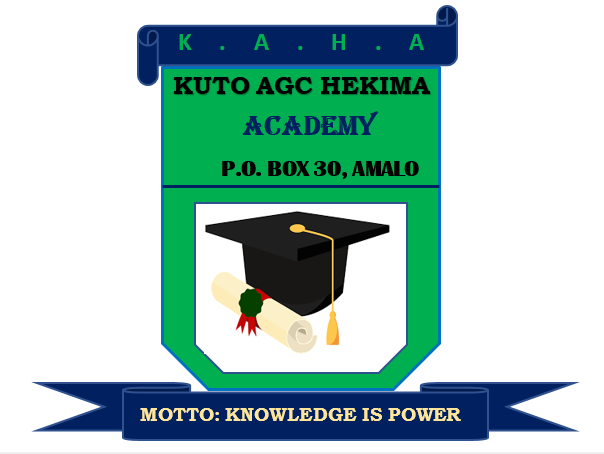 K . A . H . A
KUTO AGC HEKIMA
ACADEMY
P.O. BOX 30, AMALO
MOTTO: KNOWLEDGE IS POWER